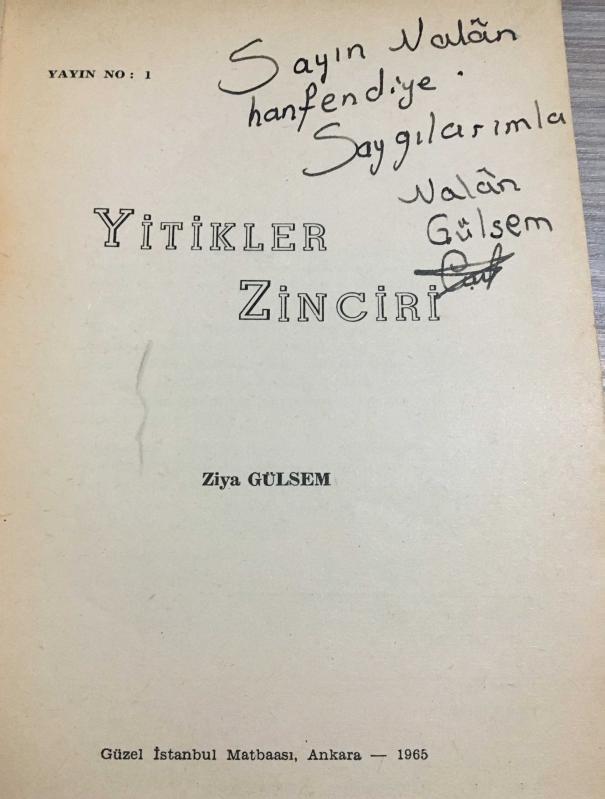 YAYIN NO : 1
Sayın Nalân
hanfendiye.
Saygılarımla
Nalân
Gülsem
YİTİKLER
ZİNCİRİ
Ziya GÜLSEM
Güzel İstanbul Matbaası, Ankara — 1965